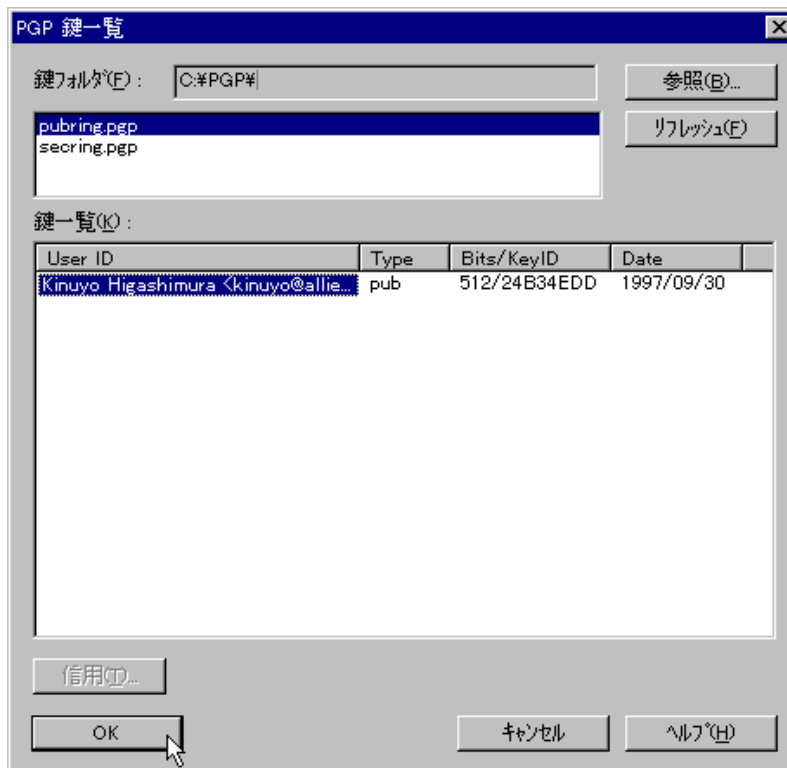 PGP 鍵一覧
鍵ﾌｫﾙﾀﾞ(F) : C:¥PGP¥ 参照(B)...
pubring.pgp ﾘﾌﾚｯｼｭ(F)
secring.pgp
鍵一覧(K) :
User ID Type Bits/KeyID Date
Kinuyo Higashimura <kinuyo@allie... pub 512/24B34EDD 1997/09/30
信用(T)...
OK ｷｬﾝｾﾙ ﾍﾙﾌﾟ(H)